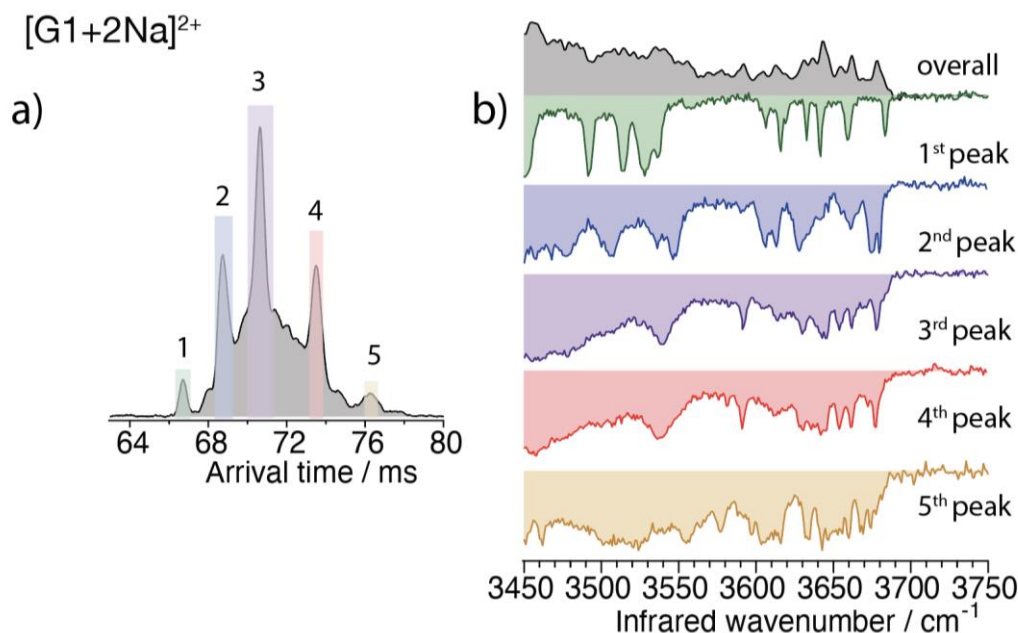 [G1+2Na]²⁺
a)
1
2
3
4
5
64 68 72 76 80
Arrival time / ms
b)
overall
1ˢᵗ peak
2ⁿᵈ peak
3ʳᵈ peak
4ᵗʰ peak
5ᵗʰ peak
3450 3500 3550 3600 3650 3700 3750
Infrared wavenumber / cm⁻¹